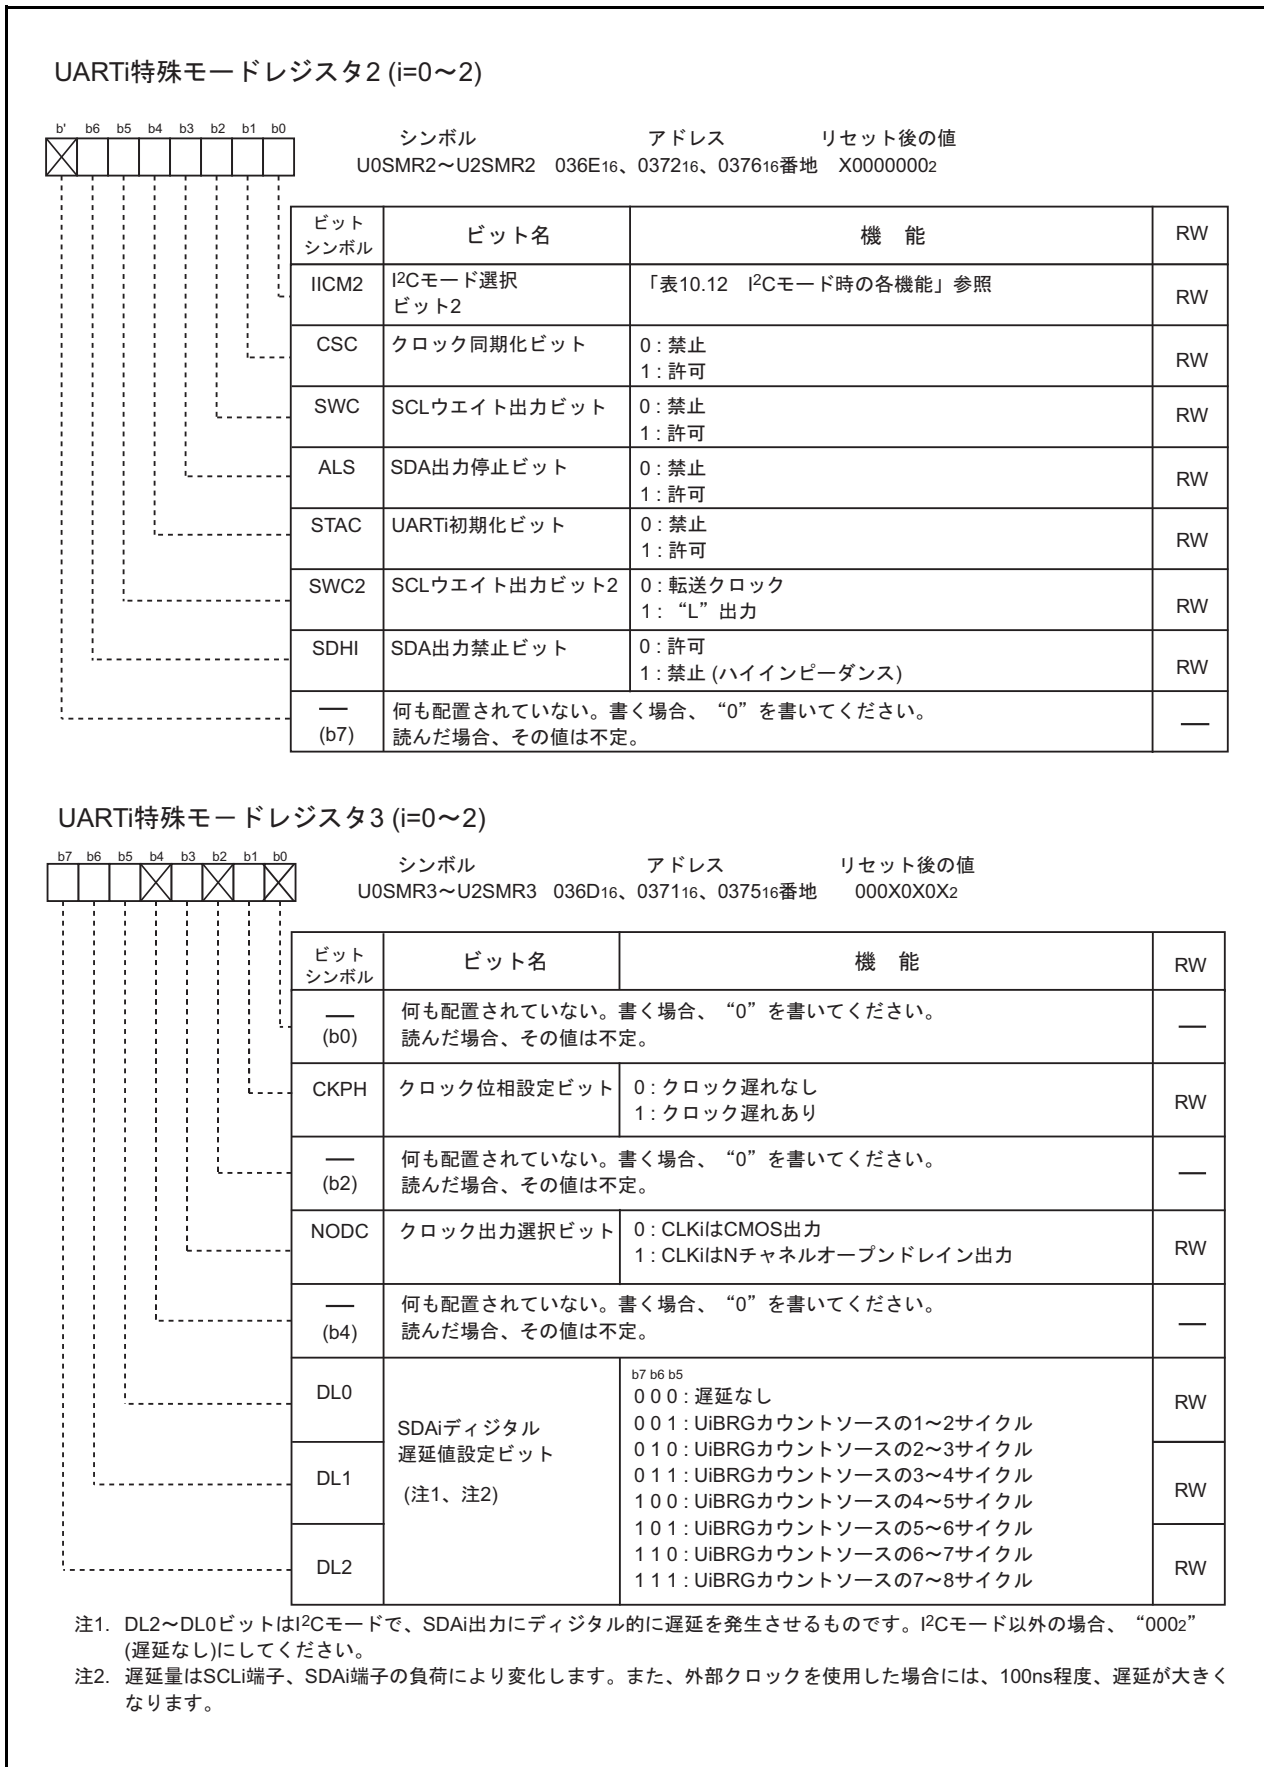 UARTi特殊モードレジスタ2 (i=0～2)
b' b6 b5 b4 b3 b2 b1 b0
シンボル アドレス リセット後の値
U0SMR2～U2SMR2 036E16、037216、037616番地 X00000002
ビット
シンボル
ビット名 機 能 RW
IICM2 I2Cモード選択
ビット2
「表10.12 I2Cモード時の各機能」参照 RW
CSC クロック同期化ビット 0 : 禁止
1 : 許可 RW
SWC SCLウエイト出力ビット 0 : 禁止
1 : 許可 RW
ALS SDA出力停止ビット 0 : 禁止
1 : 許可 RW
STAC UARTi初期化ビット 0 : 禁止
1 : 許可 RW
SWC2 SCLウエイト出力ビット2 0 : 転送クロック
1 : “L”出力 RW
SDHI SDA出力禁止ビット 0 : 許可
1 : 禁止 (ハイインピーダンス) RW
— (b7) 何も配置されていない。書く場合、“0”を書いてください。
読んだ場合、その値は不定。 —
UARTi特殊モードレジスタ3 (i=0～2)
b7 b6 b5 b4 b3 b2 b1 b0
シンボル アドレス リセット後の値
U0SMR3～U2SMR3 036D16、037116、037516番地 000X0X0X2
ビット
シンボル
ビット名 機 能 RW
— (b0) 何も配置されていない。書く場合、“0”を書いてください。
読んだ場合、その値は不定。 —
CKPH クロック位相設定ビット 0 : クロック遅れなし
1 : クロック遅れあり RW
— (b2) 何も配置されていない。書く場合、“0”を書いてください。
読んだ場合、その値は不定。 —
NODC クロック出力選択ビット 0 : CLKiはCMOS出力
1 : CLKiはNチャネルオープンドレイン出力 RW
— (b4) 何も配置されていない。書く場合、“0”を書いてください。
読んだ場合、その値は不定。 —
DL0 RW
DL1 RW
DL2 RW
SDAiディジタル
遅延値設定ビット
(注1、注2)
b7 b6 b5
0 0 0 : 遅延なし
0 0 1 : UiBRGカウントソースの1～2サイクル
0 1 0 : UiBRGカウントソースの2～3サイクル
0 1 1 : UiBRGカウントソースの3～4サイクル
1 0 0 : UiBRGカウントソースの4～5サイクル
1 0 1 : UiBRGカウントソースの5～6サイクル
1 1 0 : UiBRGカウントソースの6～7サイクル
1 1 1 : UiBRGカウントソースの7～8サイクル
注1. DL2～DL0ビットはI2Cモードで、SDAi出力にディジタル的に遅延を発生させるものです。I2Cモード以外の場合、“0002”
(遅延なし)にしてください。
注2. 遅延量はSCLi端子、SDAi端子の負荷により変化します。また、外部クロックを使用した場合には、100ns程度、遅延が大きく
なります。